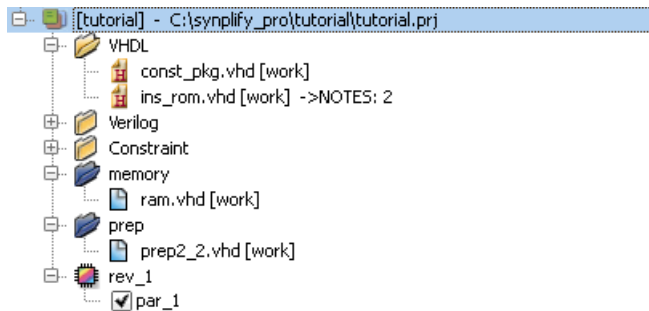 [tutorial] - C:\synplify_pro\tutorial\tutorial.prj
VHDL
const_pkg.vhd [work]
ins_rom.vhd [work] ->NOTES: 2
Verilog
Constraint
memory
ram.vhd [work]
prep
prep2_2.vhd [work]
rev_1
par_1